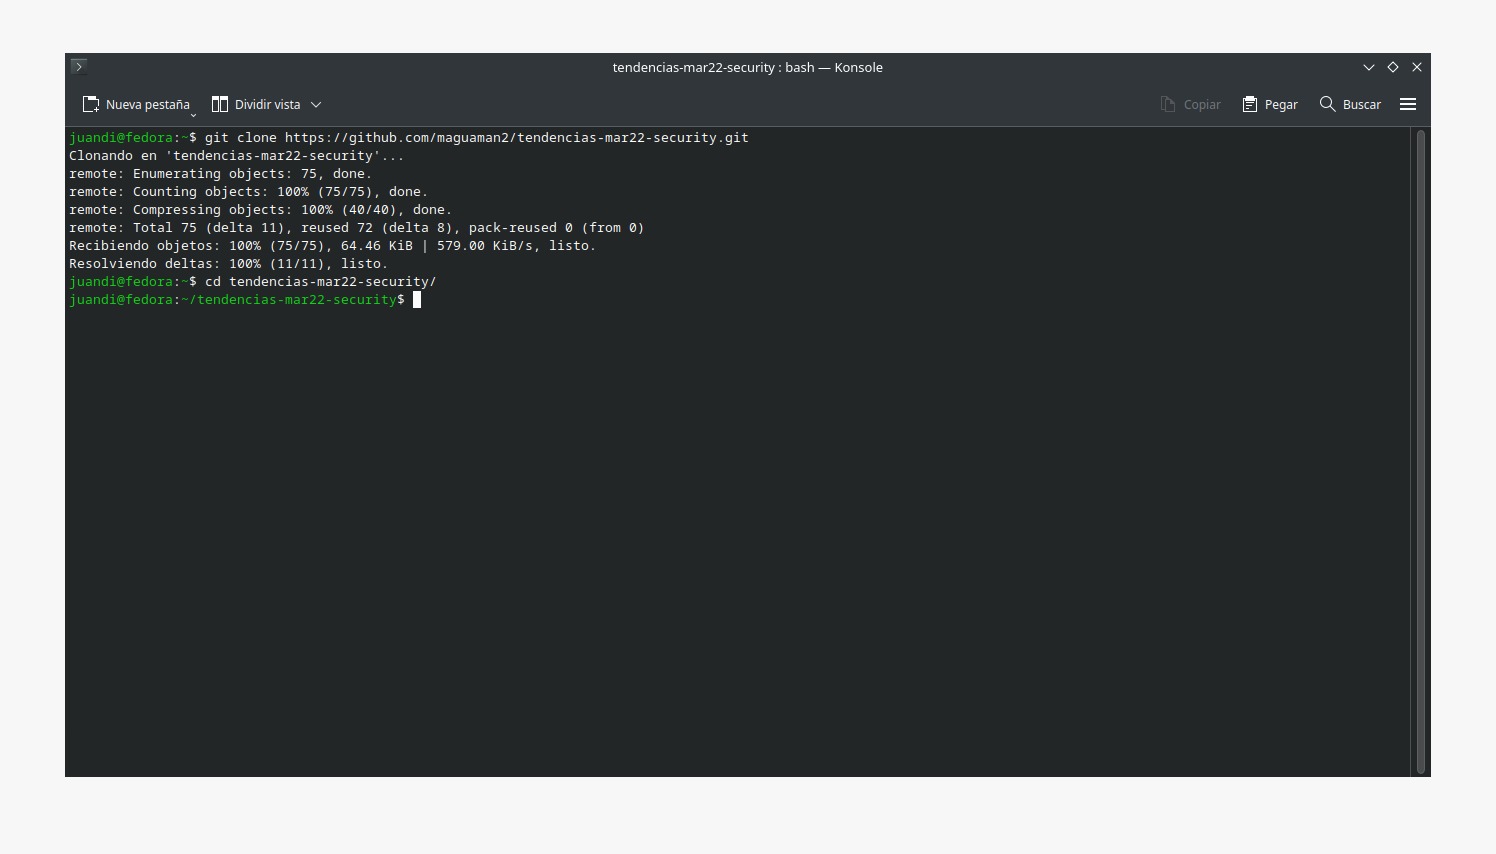 tendencias-mar22-security : bash — Konsole
Nueva pestaña Dividir vista Copiar Pegar Buscar
juandi@fedora:~$ git clone https://github.com/maguaman2/tendencias-mar22-security.git
Clonando en 'tendencias-mar22-security'...
remote: Enumerating objects: 75, done.
remote: Counting objects: 100% (75/75), done.
remote: Compressing objects: 100% (40/40), done.
remote: Total 75 (delta 11), reused 72 (delta 8), pack-reused 0 (from 0)
Recibiendo objetos: 100% (75/75), 64.46 KiB | 579.00 KiB/s, listo.
Resolviendo deltas: 100% (11/11), listo.
juandi@fedora:~$ cd tendencias-mar22-security/
juandi@fedora:~/tendencias-mar22-security$